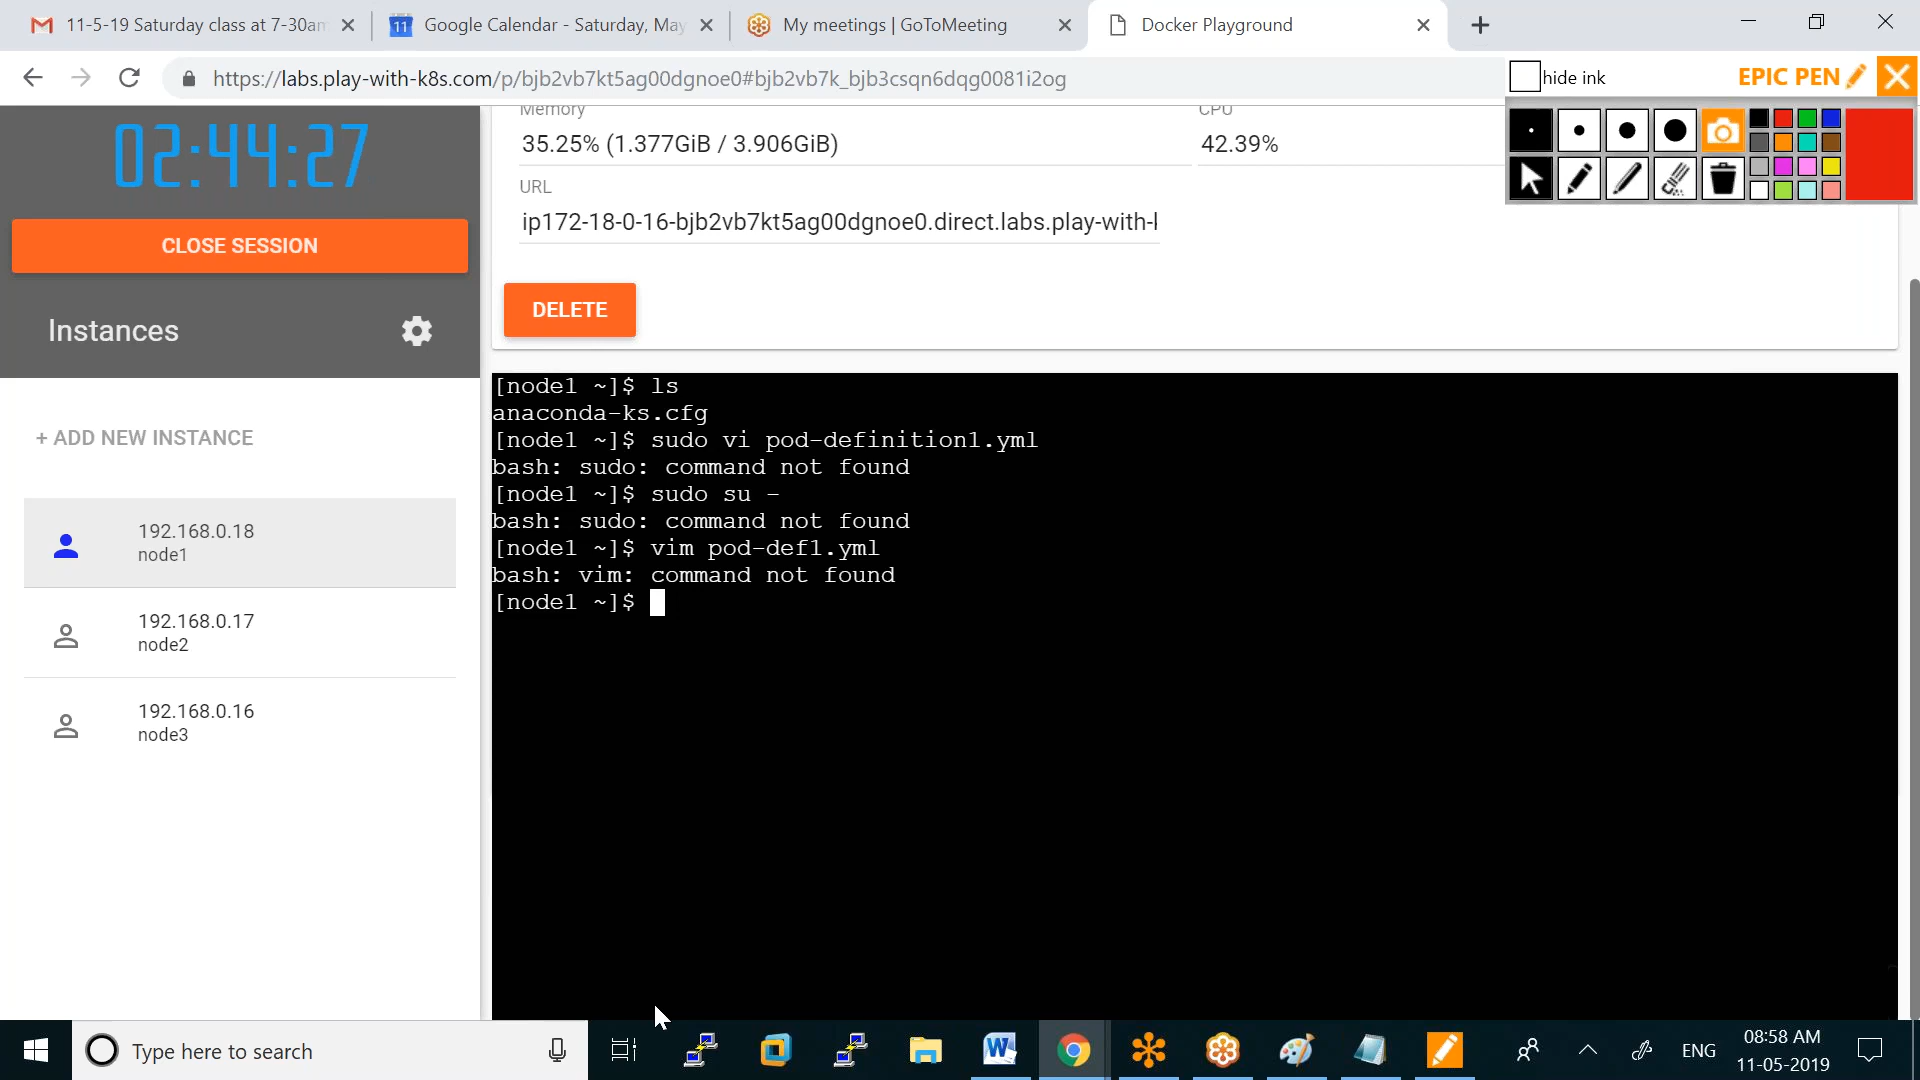 11-5-19 Saturday class at 7-30am
Google Calendar - Saturday, May
My meetings | GoToMeeting
Docker Playground
https://labs.play-with-k8s.com/p/bjb2vb7kt5ag00dgnoe0#bjb2vb7k_bjb3csqn6dqg0081i2og
hide ink
EPIC PEN
02:44:27
CLOSE SESSION
Instances
+ ADD NEW INSTANCE
192.168.0.18
node1
192.168.0.17
node2
192.168.0.16
node3
Memory
CPU
35.25% (1.377GiB / 3.906GiB)
42.39%
URL
ip172-18-0-16-bjb2vb7kt5ag00dgnoe0.direct.labs.play-with-
DELETE
[node1 ~]$ ls
anaconda-ks.cfg
[node1 ~]$ sudo vi pod-definition1.yml
bash: sudo: command not found
[node1 ~]$ sudo su -
bash: sudo: command not found
[node1 ~]$ vim pod-def1.yml
bash: vim: command not found
[node1 ~]$
Type here to search
ENG
08:58 AM
11-05-2019